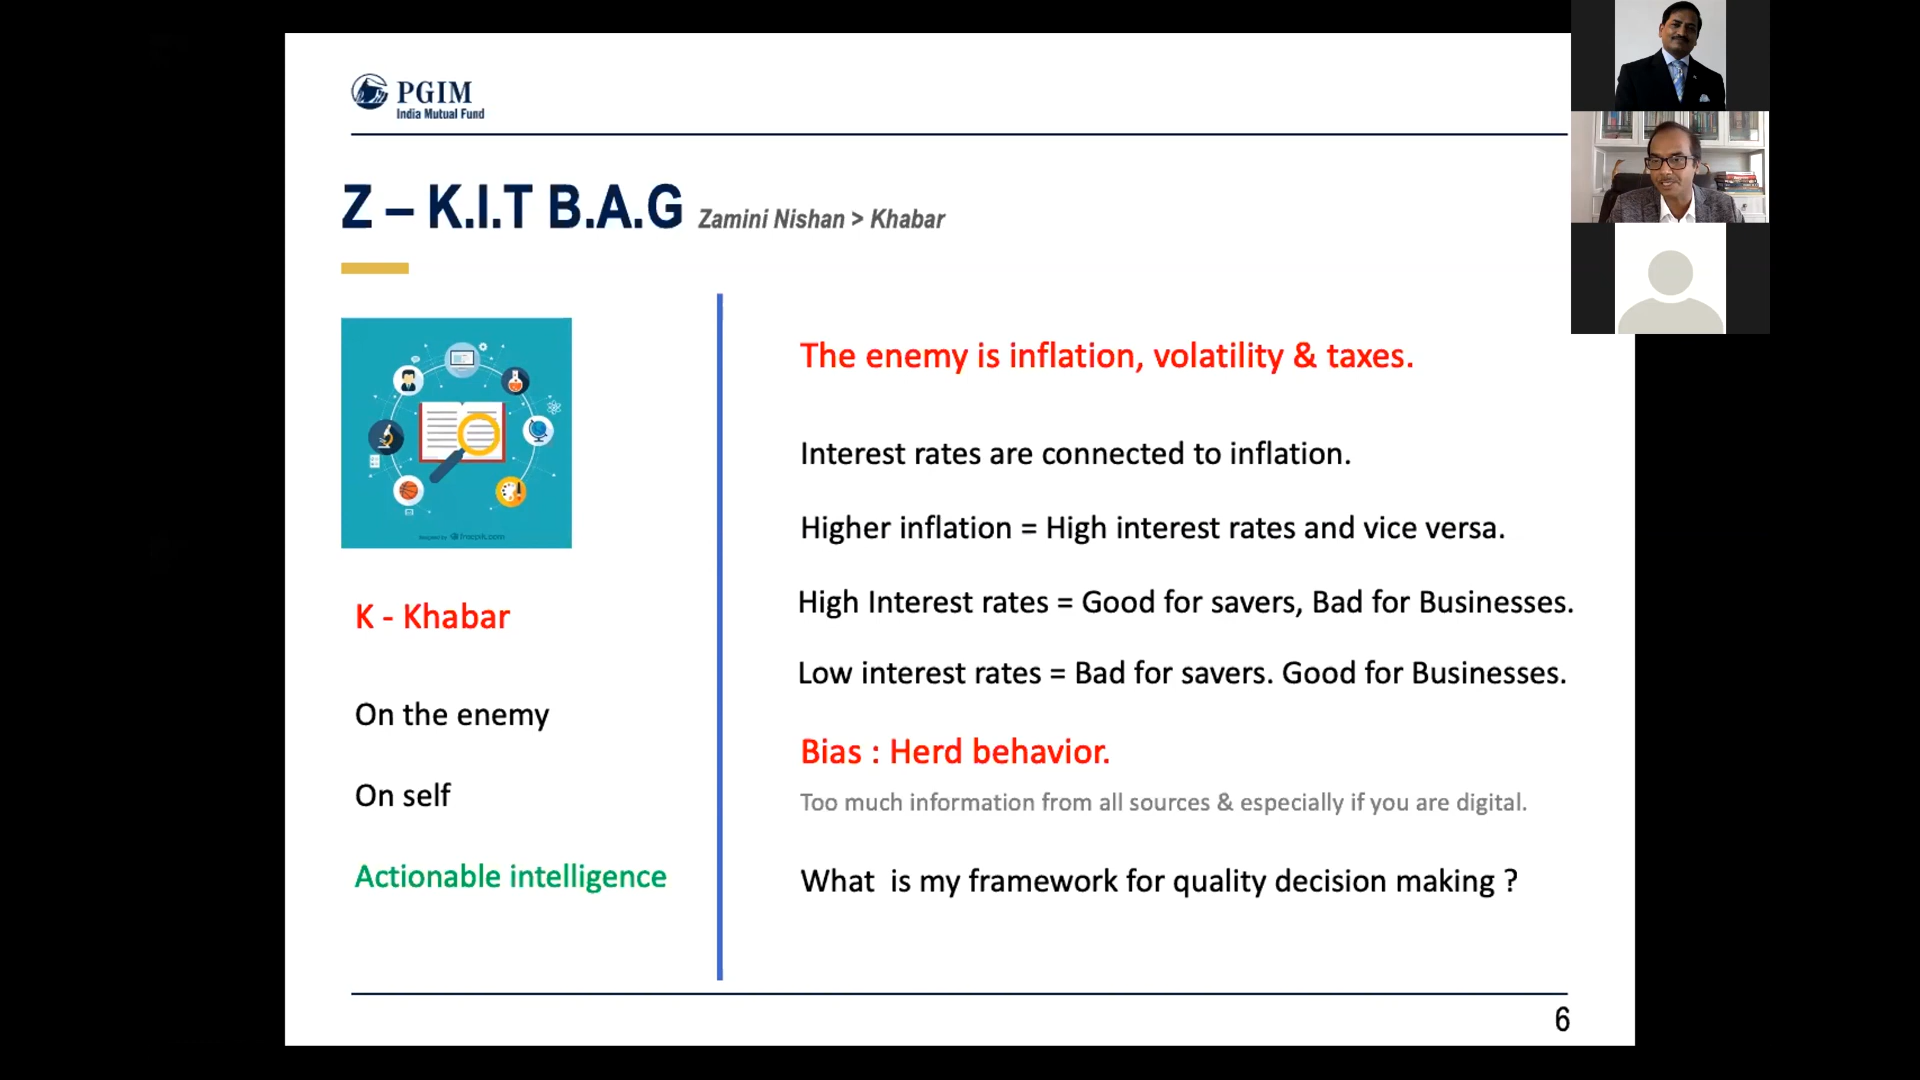 PGIM
India Mutual Fund
Z – K.I.T B.A.G Zamini Nishan > Khabar
designed by freepik.com
K - Khabar
On the enemy
On self
Actionable intelligence
The enemy is inflation, volatility & taxes.
Interest rates are connected to inflation.
Higher inflation = High interest rates and vice versa.
High Interest rates = Good for savers, Bad for Businesses.
Low interest rates = Bad for savers. Good for Businesses.
Bias : Herd behavior.
Too much information from all sources & especially if you are digital.
What  is my framework for quality decision making ?
6